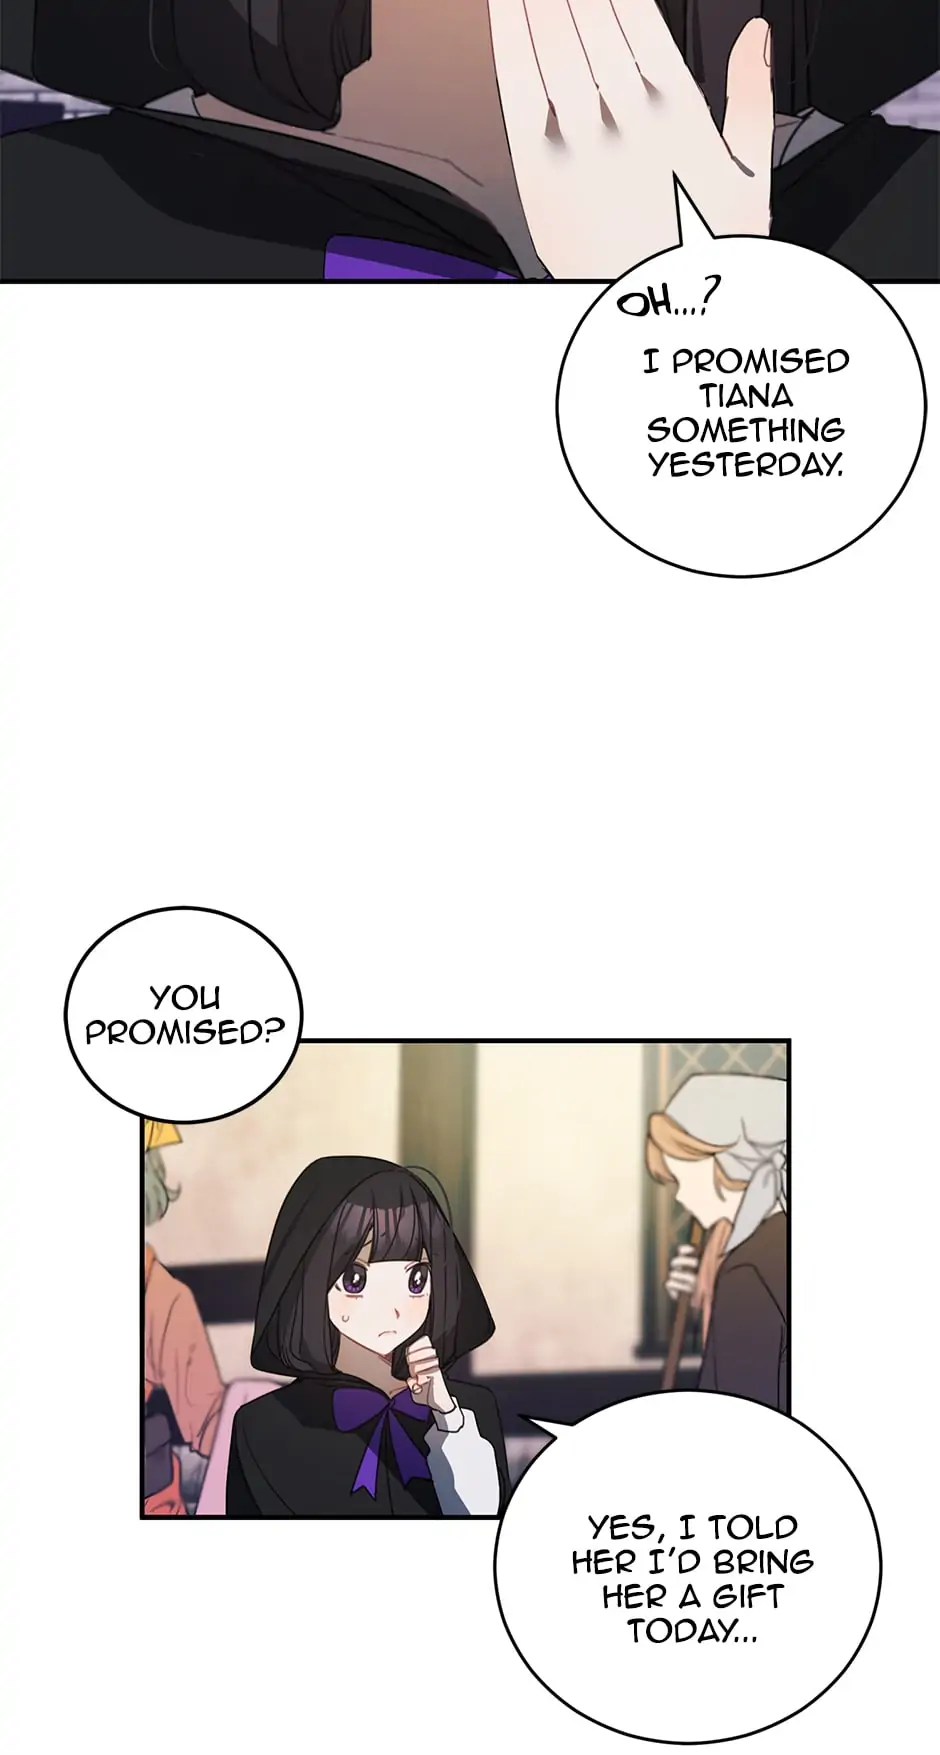 OH...?
I PROMISED
TIANA
SOMETHING
YESTERDAY.
YOU
PROMISED?
YES, I TOLD
HER I'D BRING
HER A GIFT
TODAY...